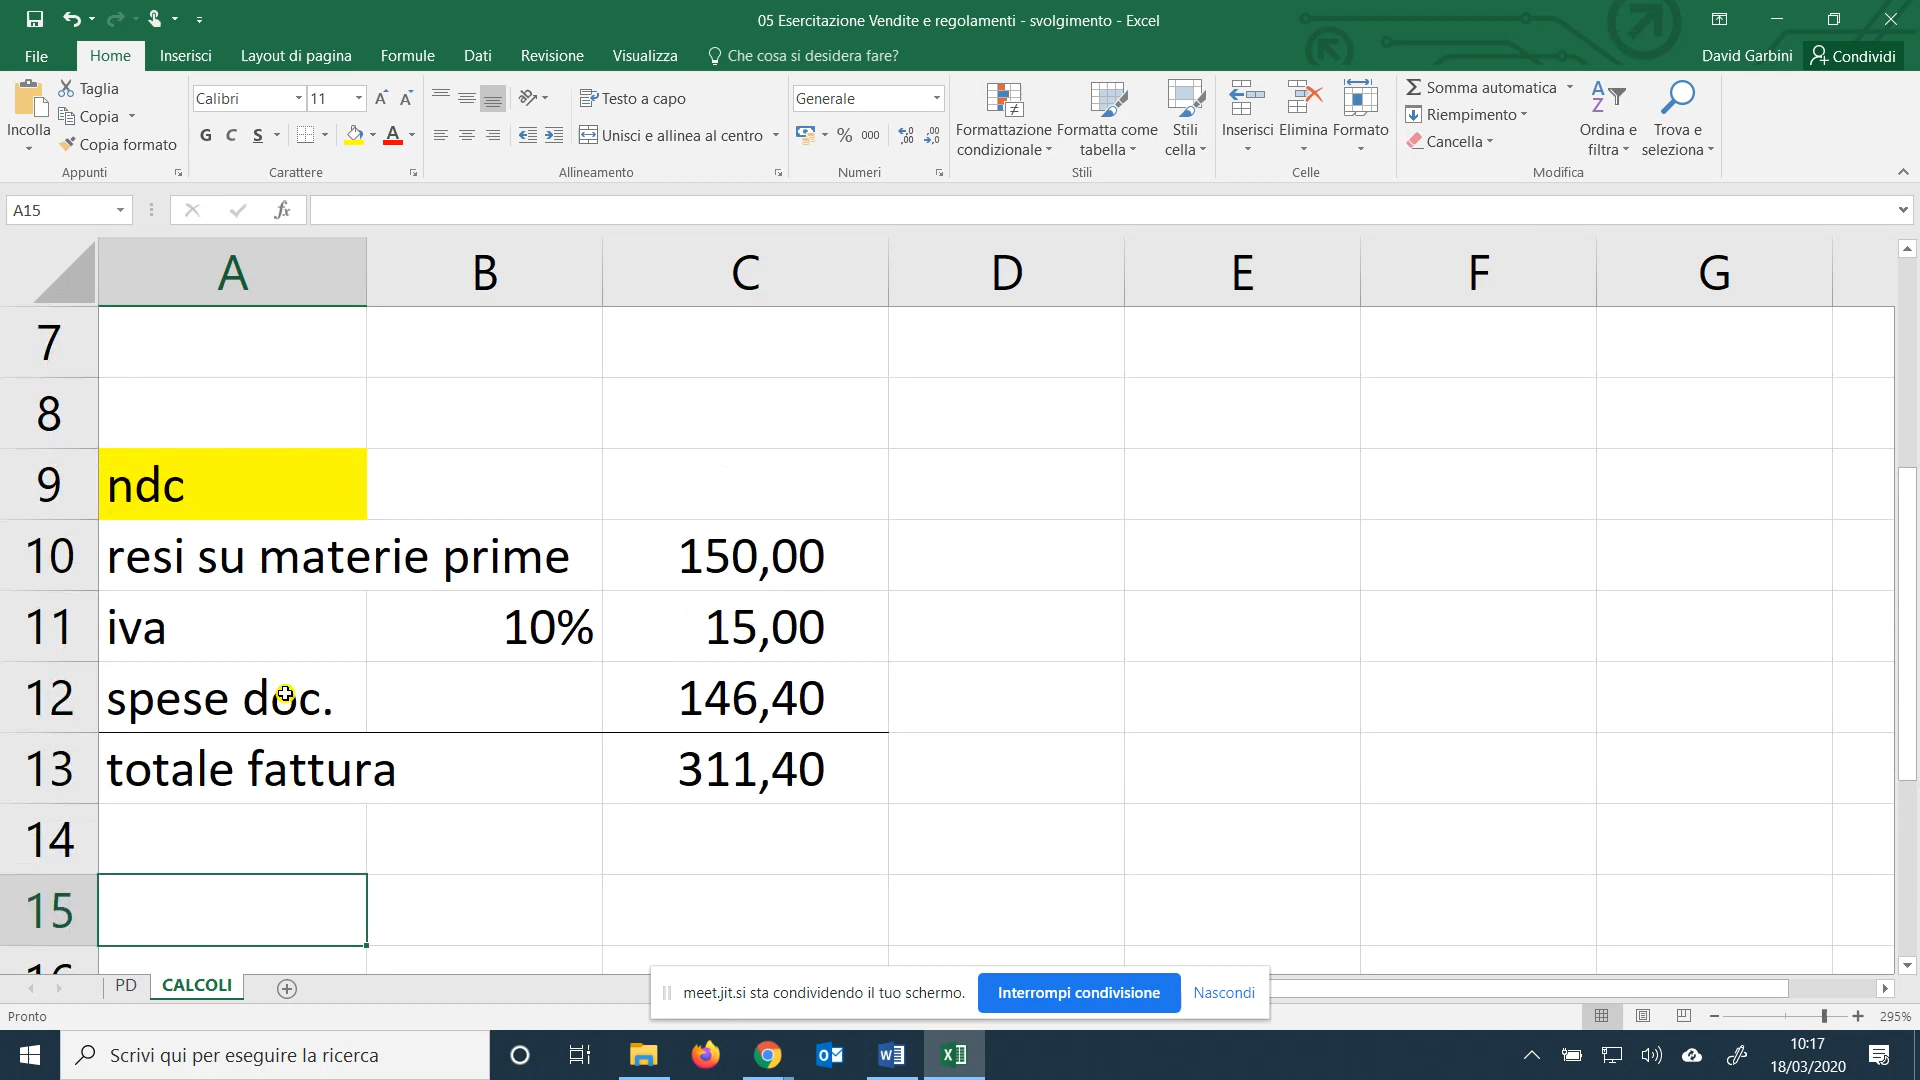 05 Esercitazione Vendite e regolamenti - svolgimento - Excel
File Home Inserisci Layout di pagina Formule Dati Revisione Visualizza Che cosa si desidera fare? David Garbini Condividi
Incolla
Taglia
Copia
Copia formato
Appunti
Calibri 11
G C S A
Carattere
Testo a capo
Unisci e allinea al centro
Allineamento
Generale
% 000
Numeri
Formattazione condizionale
Formatta come tabella
Stili cella
Stili
Inserisci Elimina Formato
Celle
Somma automatica
Riempimento
Cancella
Ordina e filtra
Trova e seleziona
Modifica
A15 fx
A B C D E F G
7
8
9 ndc
10 resi su materie prime 150,00
11 iva 10% 15,00
12 spese doc. 146,40
13 totale fattura 311,40
14
15
16
PD CALCOLI
meet.jit.si sta condividendo il tuo schermo. Interrompi condivisione Nascondi
Pronto 295%
Scrivi qui per eseguire la ricerca
10:17
18/03/2020